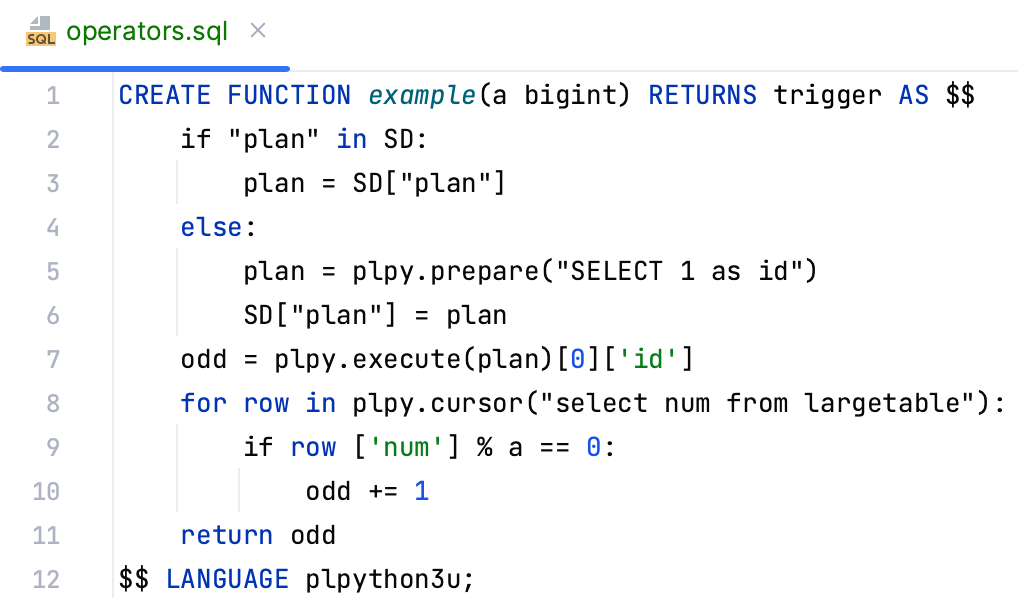 SQL operators.sql ×
1 CREATE FUNCTION example(a bigint) RETURNS trigger AS $$
2     if "plan" in SD:
3         plan = SD["plan"]
4     else:
5         plan = plpy.prepare("SELECT 1 as id")
6         SD["plan"] = plan
7     odd = plpy.execute(plan)[0]['id']
8     for row in plpy.cursor("select num from largetable"):
9         if row ['num'] % a == 0:
10             odd += 1
11     return odd
12 $$ LANGUAGE plpython3u;